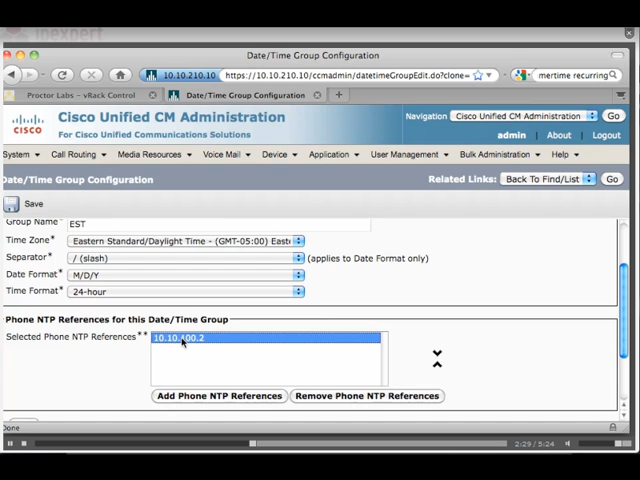 ipexpert
Date/Time Group Configuration
10.10.210.10 https://10.10.210.10/ccmadmin/datetimeGroupEdit.do?clone= mertime recurring
Proctor Labs - vRack Control Date/Time Group Configuration
Cisco Unified CM Administration
CISCO For Cisco Unified Communications Solutions
Navigation Cisco Unified CM Administration Go
admin About Logout
System Call Routing Media Resources Voice Mail Device Application User Management Bulk Administration Help
Date/Time Group Configuration Related Links: Back To Find/List Go
Save
Group Name* EST
Time Zone* Eastern Standard/Daylight Time - (GMT-05:00) Easte
Separator* / (slash) (applies to Date Format only)
Date Format* M/D/Y
Time Format* 24-hour
Phone NTP References for this Date/Time Group
Selected Phone NTP References** 10.10.100.2
Add Phone NTP References Remove Phone NTP References
Done
2:29 / 5:24